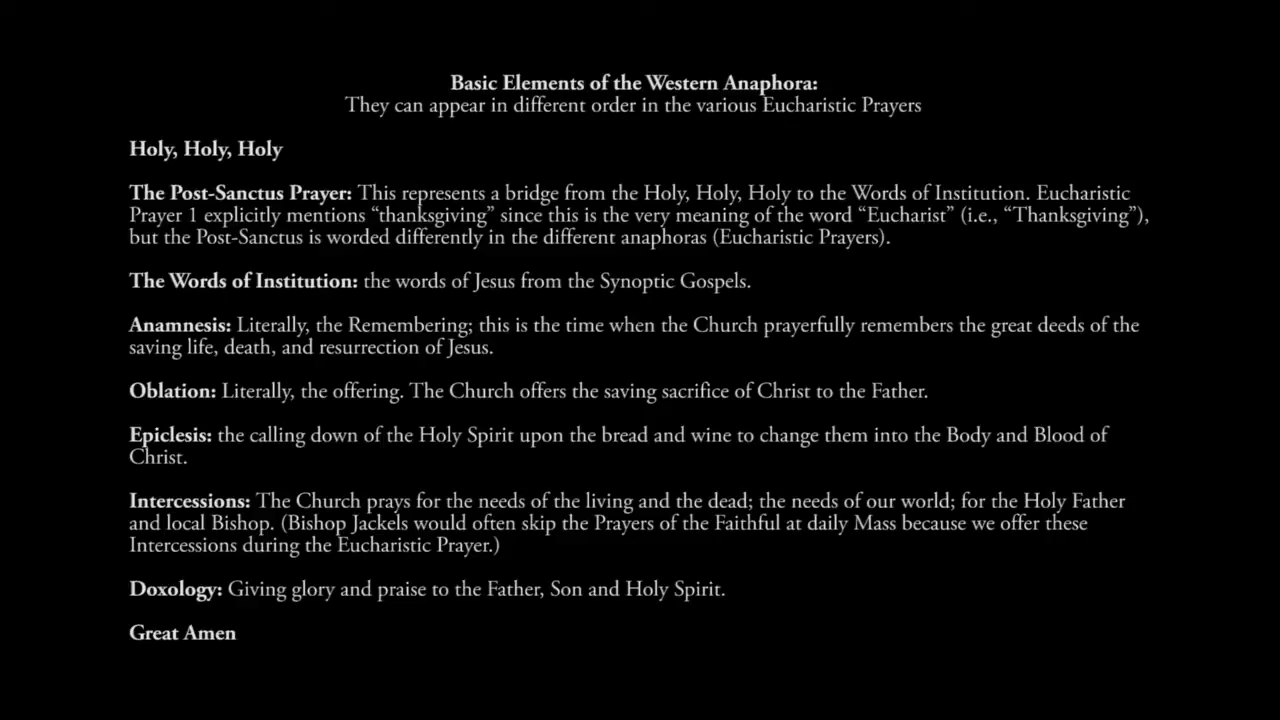 Basic Elements of the Western Anaphora:
They can appear in different order in the various Eucharistic Prayers
Holy, Holy, Holy
The Post-Sanctus Prayer: This represents a bridge from the Holy, Holy, Holy to the Words of Institution. Eucharistic
Prayer 1 explicitly mentions “thanksgiving” since this is the very meaning of the word “Eucharist” (i.e., “Thanksgiving”),
but the Post-Sanctus is worded differently in the different anaphoras (Eucharistic Prayers).
The Words of Institution: the words of Jesus from the Synoptic Gospels.
Anamnesis: Literally, the Remembering; this is the time when the Church prayerfully remembers the great deeds of the
saving life, death, and resurrection of Jesus.
Oblation: Literally, the offering. The Church offers the saving sacrifice of Christ to the Father.
Epiclesis: the calling down of the Holy Spirit upon the bread and wine to change them into the Body and Blood of
Christ.
Intercessions: The Church prays for the needs of the living and the dead; the needs of our world; for the Holy Father
and local Bishop. (Bishop Jackels would often skip the Prayers of the Faithful at daily Mass because we offer these
Intercessions during the Eucharistic Prayer.)
Doxology: Giving glory and praise to the Father, Son and Holy Spirit.
Great Amen